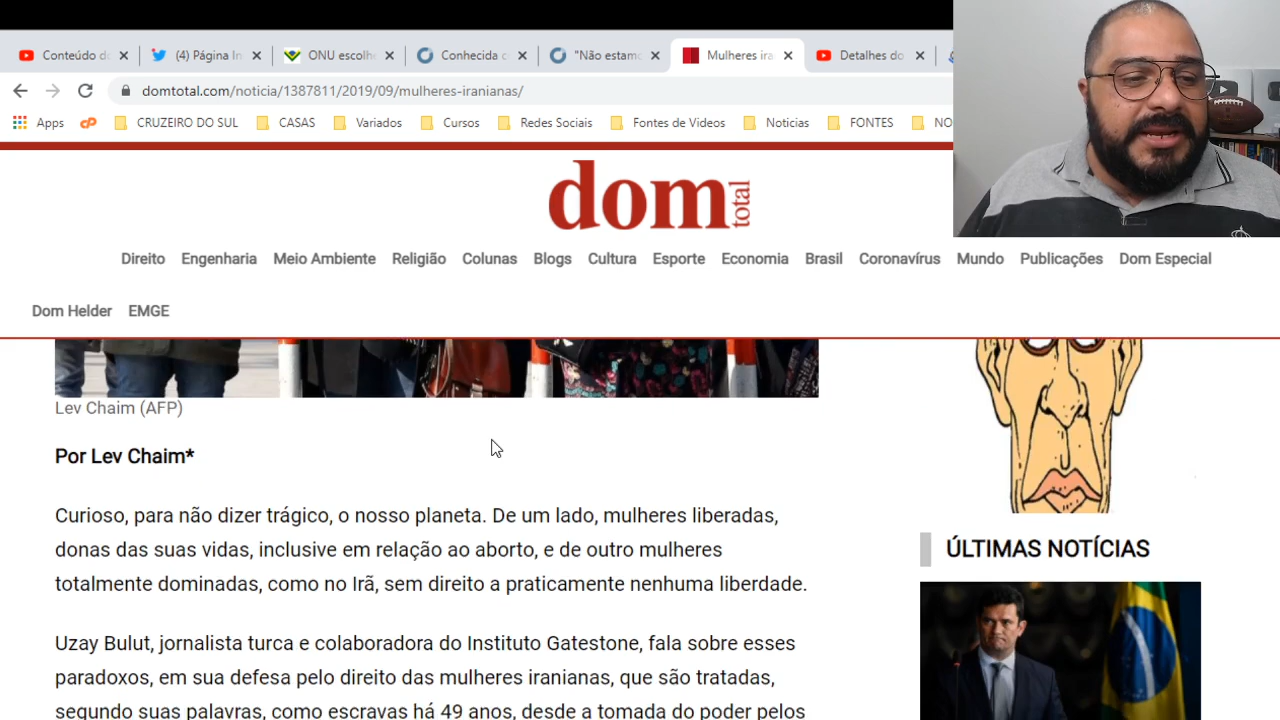 Conteúdo d
(4) Página In
ONU escolh
Conhecida c
"Não estamo
Mulheres ira
Detalhes do
domtotal.com/noticia/1387811/2019/09/mulheres-iranianas/
Apps
CRUZEIRO DO SUL
CASAS
Variados
Cursos
Redes Sociais
Fontes de Videos
Noticias
FONTES
NO
dom total
Direito Engenharia Meio Ambiente Religião Colunas Blogs Cultura Esporte Economia Brasil Coronavírus Mundo Publicações Dom Especial
Dom Helder EMGE
Lev Chaim (AFP)
Por Lev Chaim*
Curioso, para não dizer trágico, o nosso planeta. De um lado, mulheres liberadas,
donas das suas vidas, inclusive em relação ao aborto, e de outro mulheres
totalmente dominadas, como no Irã, sem direito a praticamente nenhuma liberdade.
Uzay Bulut, jornalista turca e colaboradora do Instituto Gatestone, fala sobre esses
paradoxos, em sua defesa pelo direito das mulheres iranianas, que são tratadas,
segundo suas palavras, como escravas há 49 anos, desde a tomada do poder pelos
ÚLTIMAS NOTÍCIAS